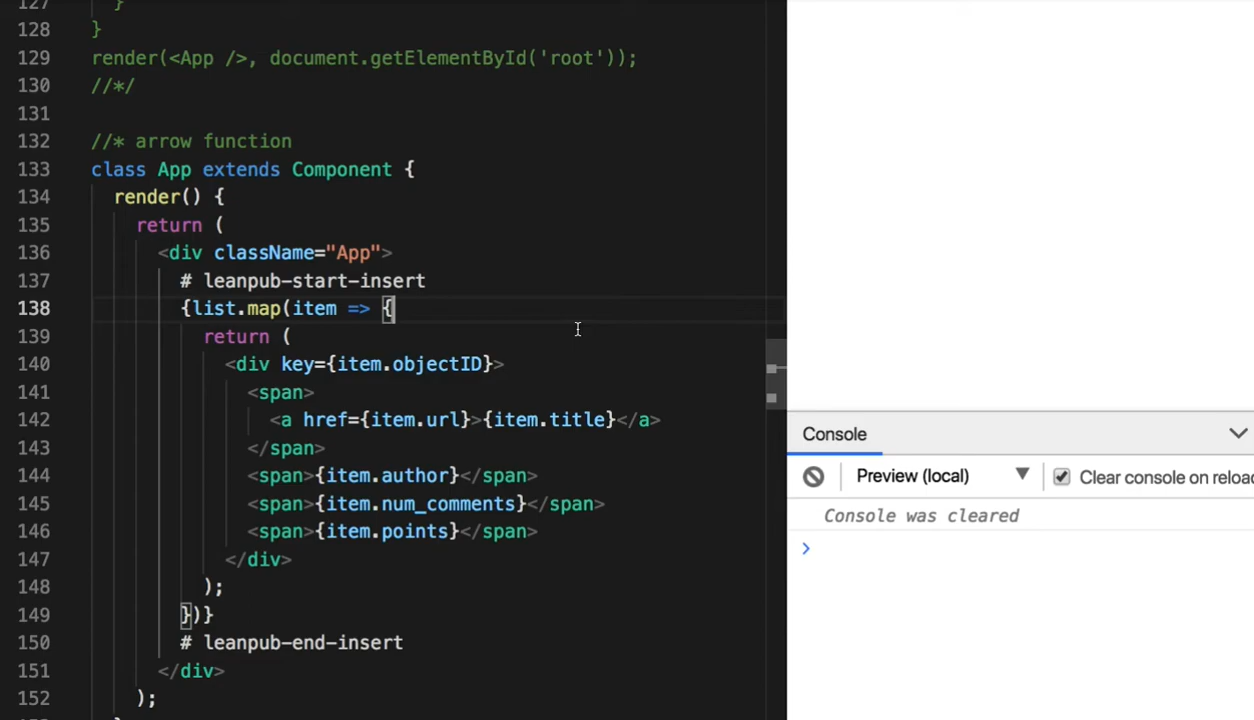 127 }
128 }
129 render(<App />, document.getElementById('root'));
130 //*/
131
132 //* arrow function
133 class App extends Component {
134 render() {
135 return (
136 <div className="App">
137 # leanpub-start-insert
138 {list.map(item => {
139 return (
140 <div key={item.objectID}>
141 <span>
142 <a href={item.url}>{item.title}</a>
143 </span>
144 <span>{item.author}</span>
145 <span>{item.num_comments}</span>
146 <span>{item.points}</span>
147 </div>
148 );
149 })}
150 # leanpub-end-insert
151 </div>
152 );
Console
Preview (local) ▼ Clear console on reload
Console was cleared